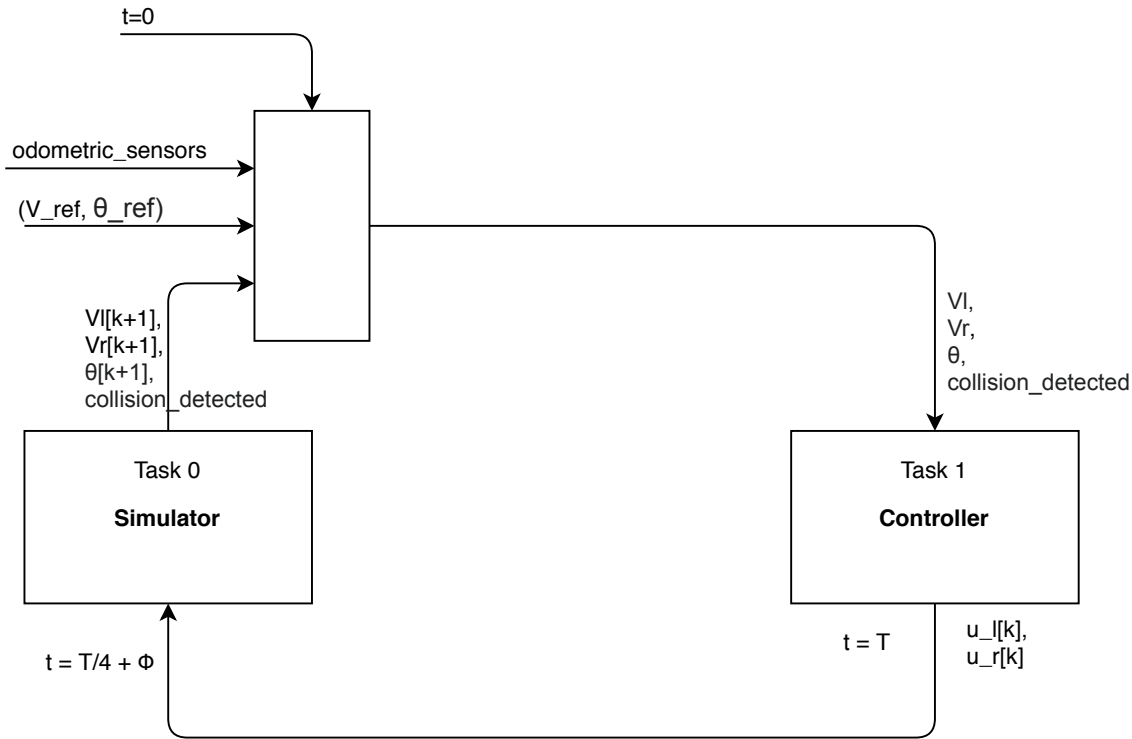 t=0
odometric_sensors
(V_ref, θ_ref)
Vl[k+1],
Vr[k+1],
θ[k+1],
collision_detected
Vl,
Vr,
θ,
collision_detected
Task 0
Simulator
Task 1
Controller
t = T/4 + Φ
t = T
u_l[k],
u_r[k]